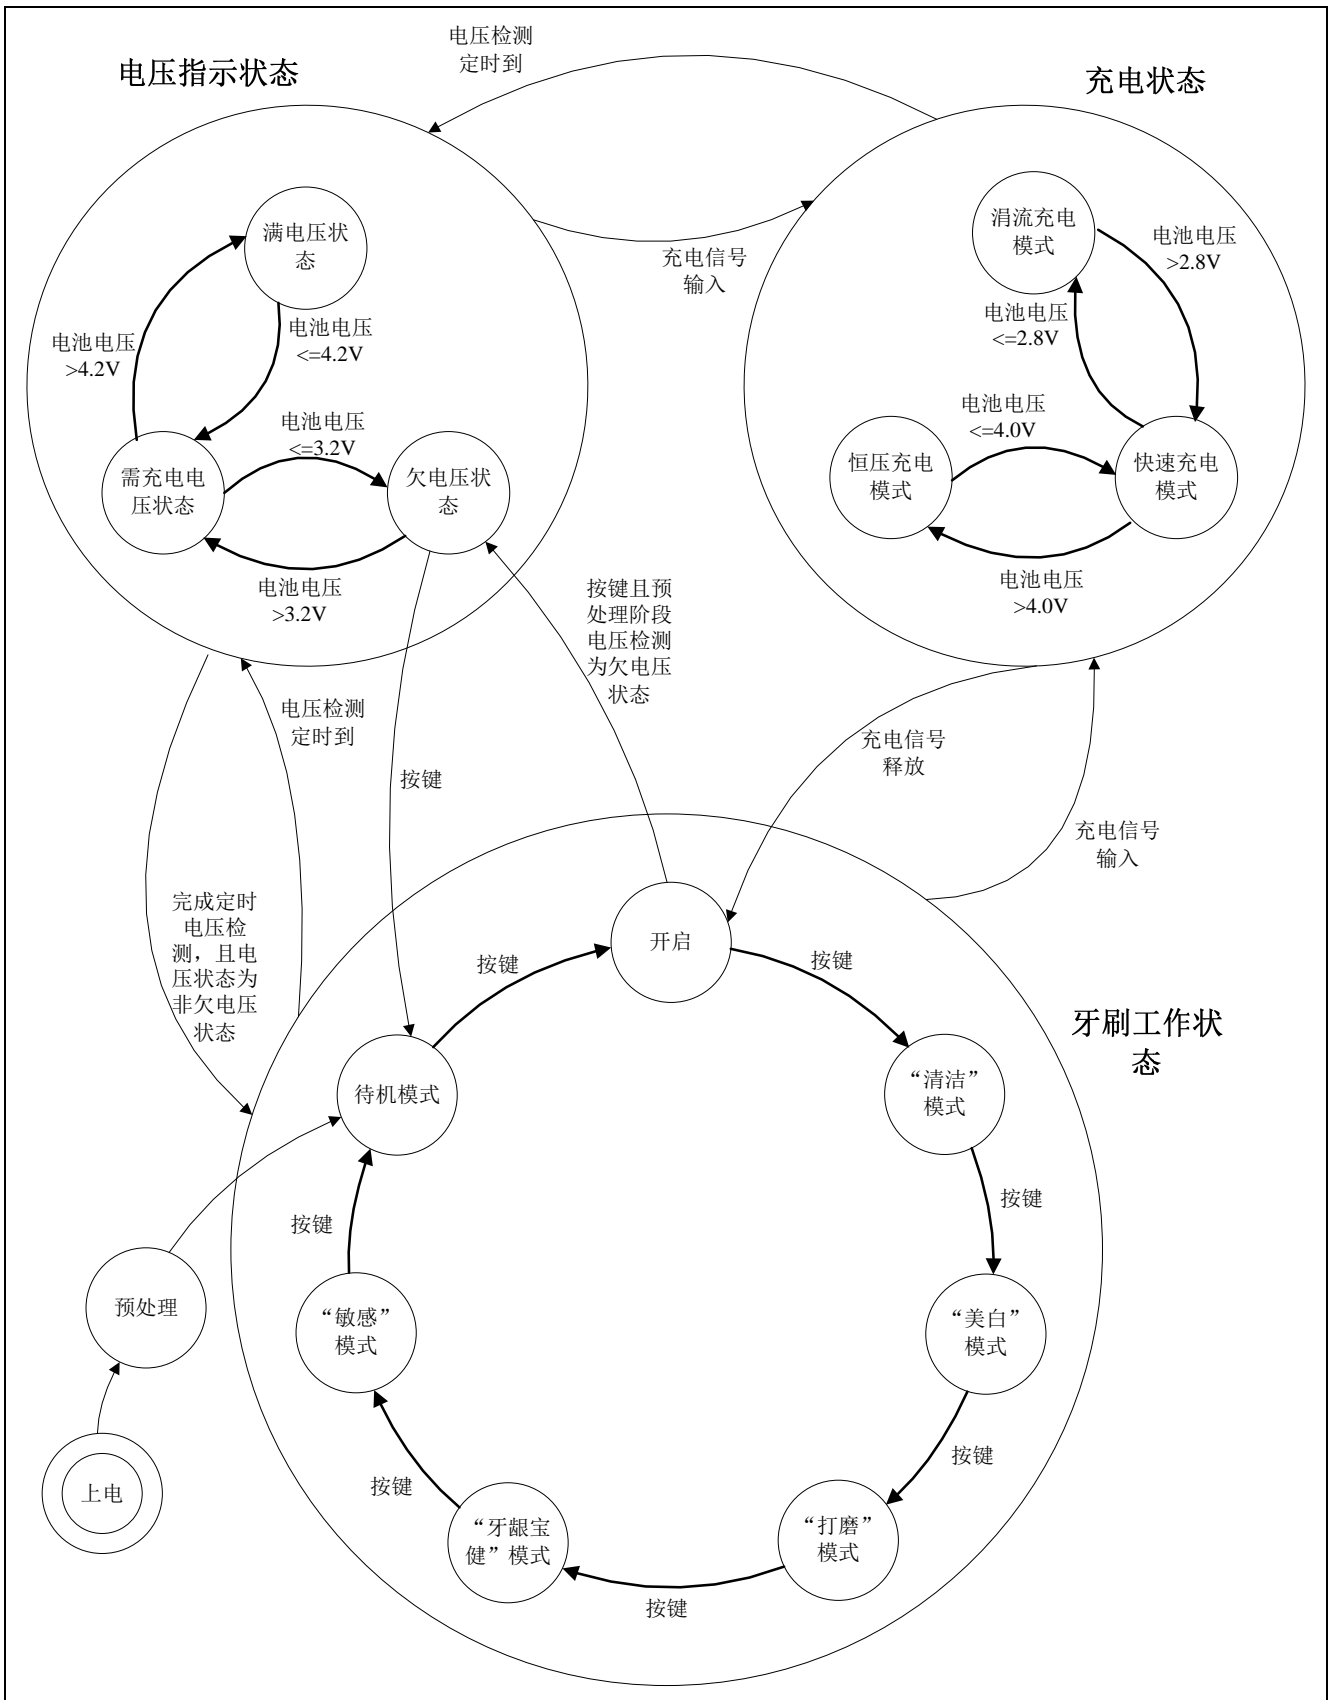 电压检测
定时到
电压指示状态
充电状态
满电压状
态
涓流充电
模式
电池电压
>2.8V
充电信号
输入
电池电压
<=2.8V
电池电压
<=4.2V
电池电压
>4.2V
电池电压
<=3.2V
电池电压
<=4.0V
需充电电
压状态
欠电压状
态
恒压充电
模式
快速充电
模式
电池电压
>3.2V
电池电压
>4.0V
按键且预
处理阶段
电压检测
为欠电压
状态
电压检测
定时到
充电信号
释放
按键
充电信号
输入
完成定时
电压检
测，且电
压状态为
非欠电压
状态
开启
按键
按键
牙刷工作状
态
待机模式
“清洁”
模式
按键
按键
预处理
“敏感”
模式
“美白”
模式
按键
按键
上电
“牙龈宝
健”模式
“打磨”
模式
按键